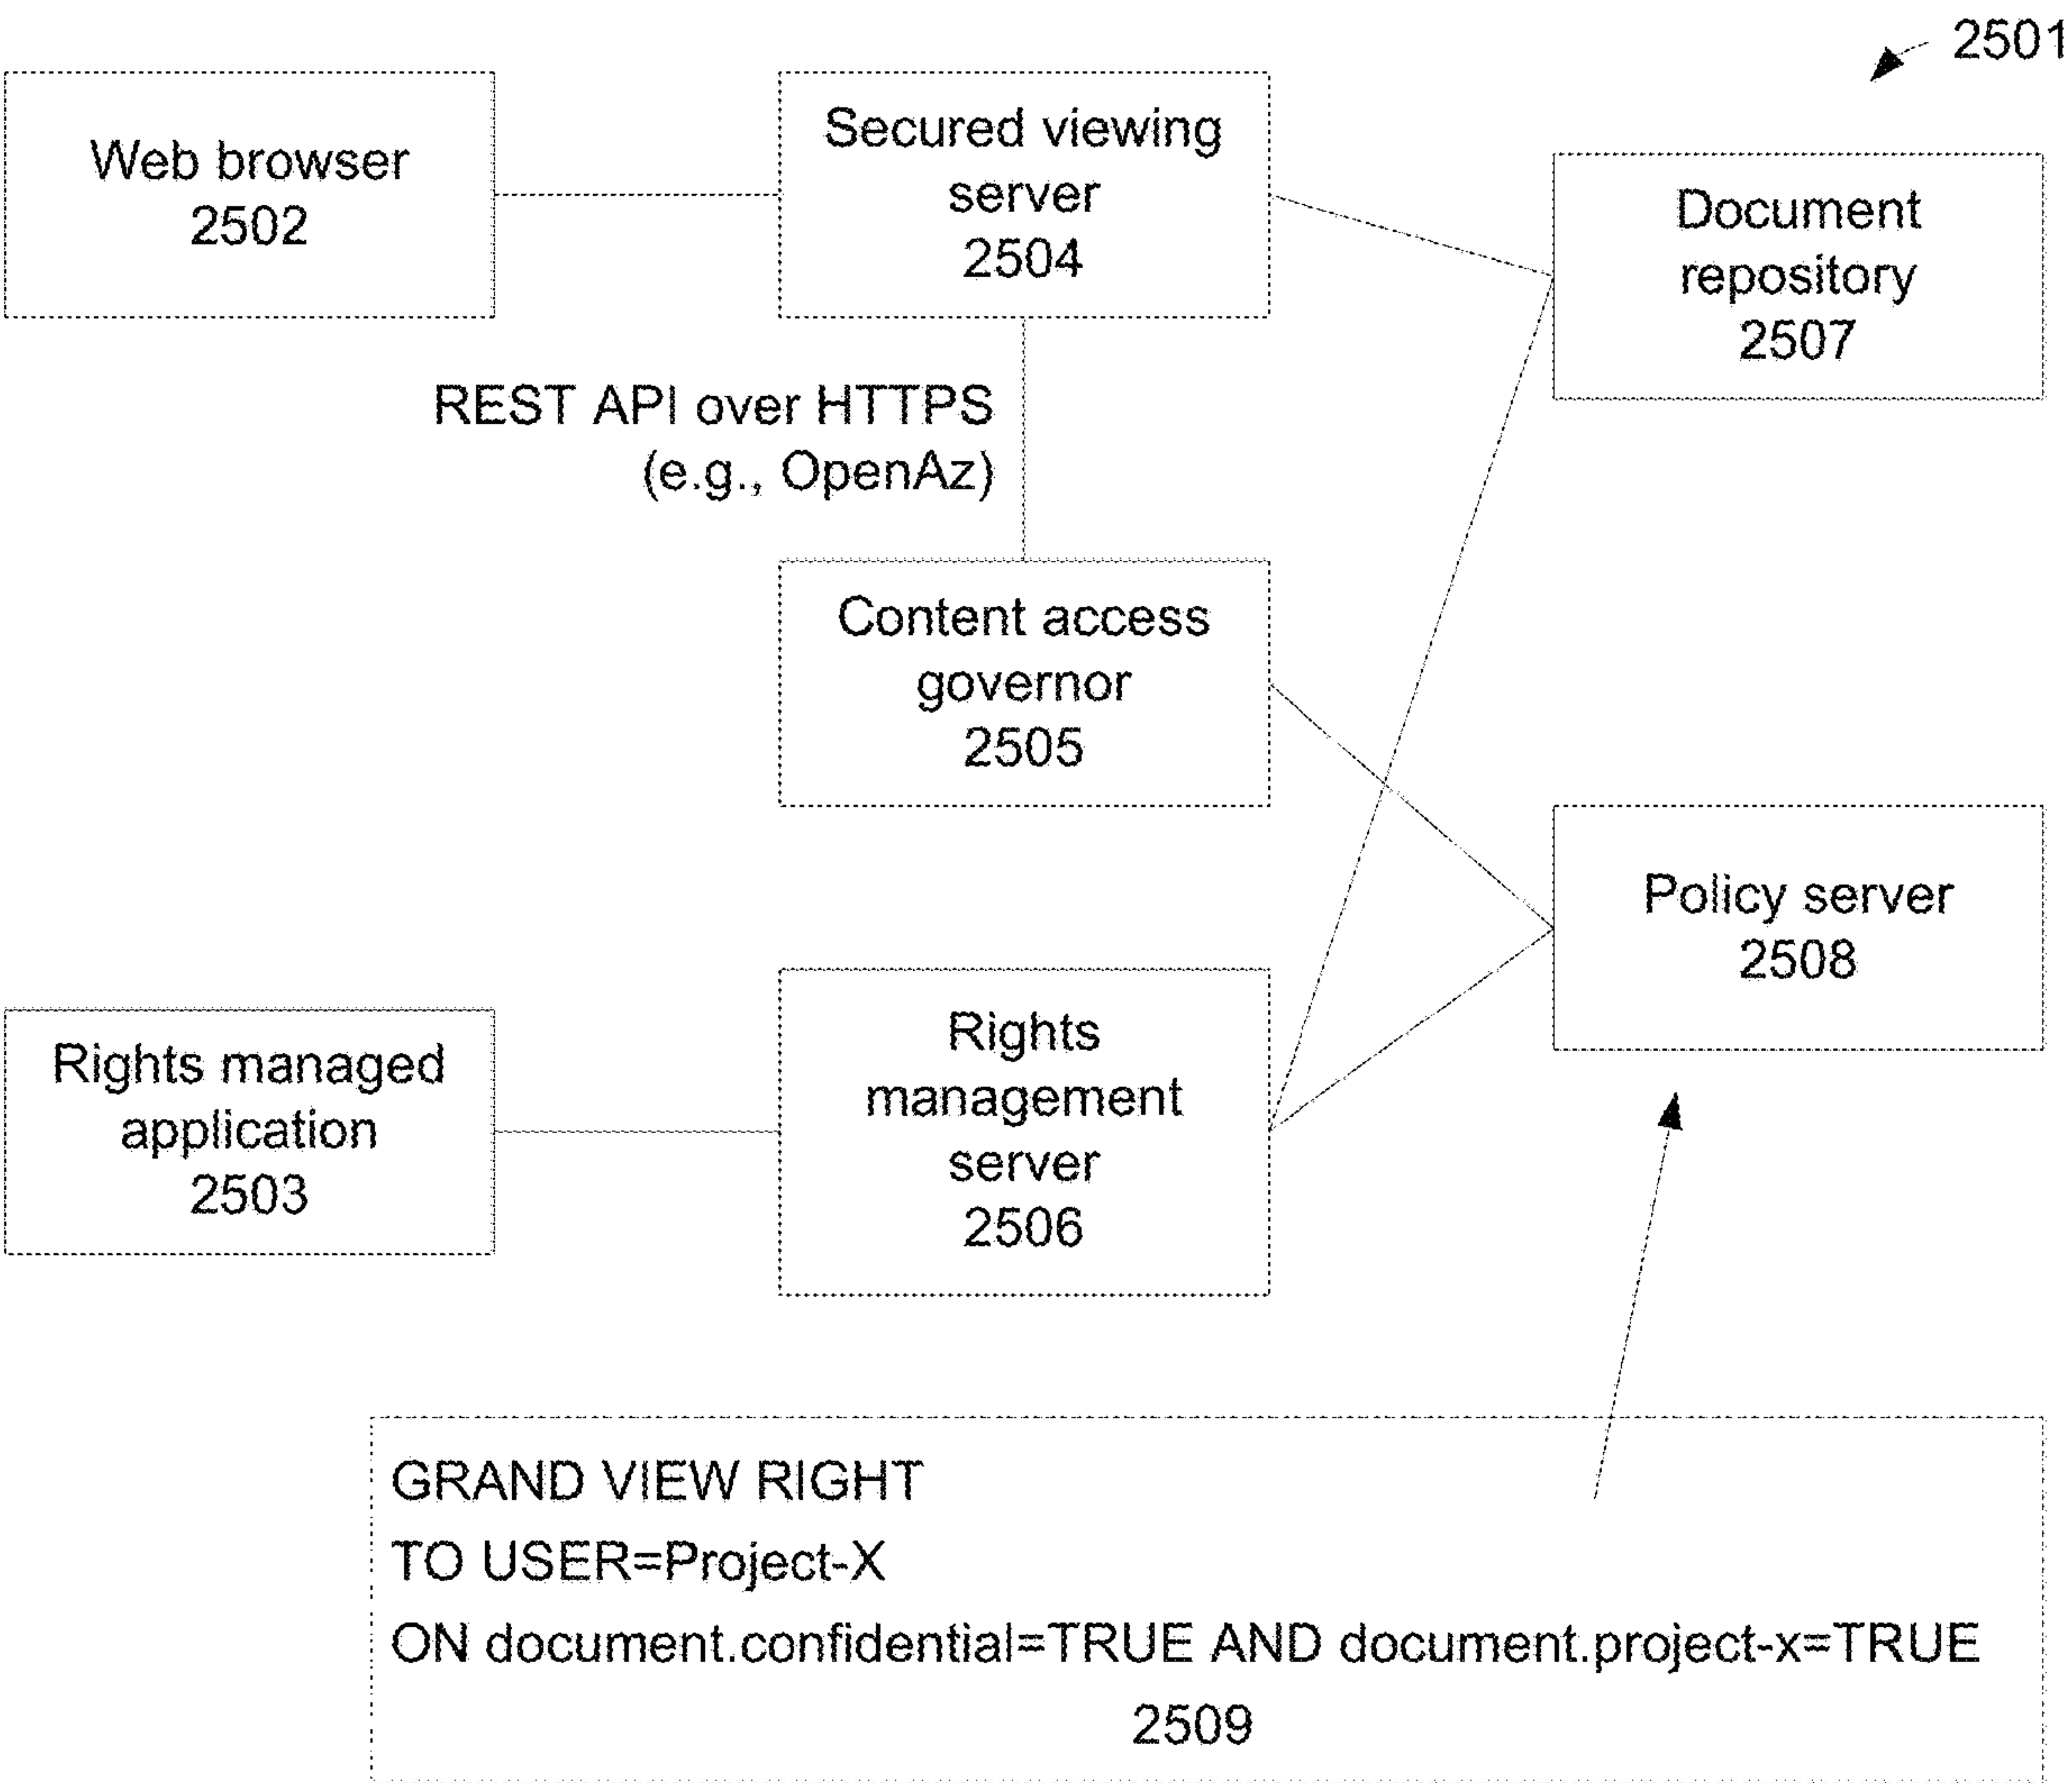 2501
Web browser
2502
Secured viewing
server
2504
Document
repository
2507
REST API over HTTPS
(e.g., OpenAz)
Content access
governor
2505
Policy server
2508
Rights managed
application
2503
Rights
management
server
2506
GRAND VIEW RIGHT
TO USER=Project-X
ON document.confidential=TRUE AND document.project-x=TRUE
2509